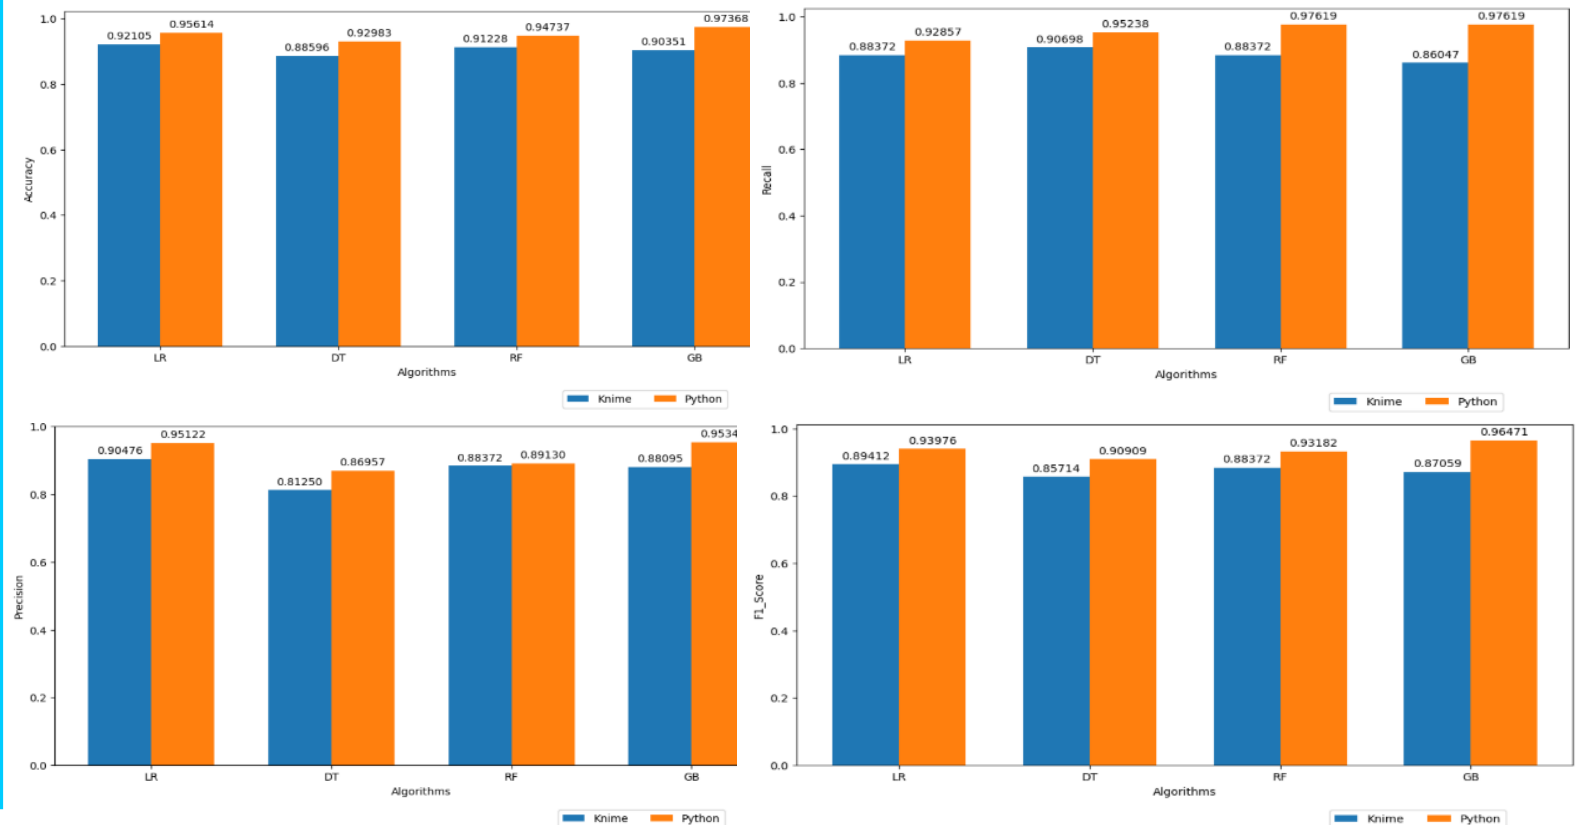 1.0
0.8
0.6
0.4
0.2
0.0
Accuracy
0.92105 0.95614 0.88596 0.92983 0.91228 0.94737 0.90351 0.97368
LR DT RF GB
Algorithms
Knime Python
1.0
0.8
0.6
0.4
0.2
0.0
Recall
0.88372 0.92857 0.90698 0.95238 0.88372 0.97619 0.86047 0.97619
LR DT RF GB
Algorithms
Knime Python
1.0
0.8
0.6
0.4
0.2
0.0
Precision
0.90476 0.95122 0.81250 0.86957 0.88372 0.89130 0.88095 0.9534
LR DT RF GB
Algorithms
Knime Python
1.0
0.8
0.6
0.4
0.2
0.0
F1_Score
0.89412 0.93976 0.85714 0.90909 0.88372 0.93182 0.87059 0.96471
LR DT RF GB
Algorithms
Knime Python